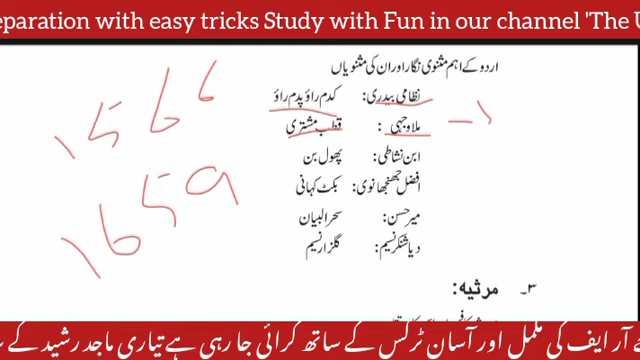 eparation with easy tricks Study with Fun in our channel 'The U
اردو کے اہم مثنوی نگار اور ان کی مثنویاں
نظامی بیدری: کدم راؤ پدم راؤ
ملا وجہی: قطب مشتری
ابن نشاطی: پھول بن
افضل جھنجھانوی: بکٹ کہانی
میر حسن: سحر البیان
دیا شنکر نسیم: گلزار نسیم
1566
1659
۳۔ مرثیہ:
آر ایف کی مکمل اور آسان ٹرکس کے ساتھ کرائی جا رہی ہے تیاری ماجد رشید کے س